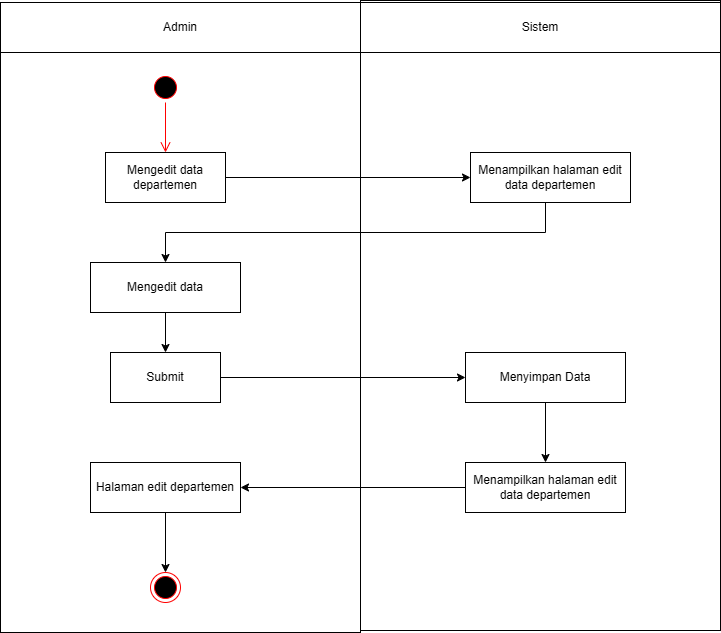 Admin
Sistem
Mengedit data
departemen
Menampilkan halaman edit
data departemen
Mengedit data
Submit
Menyimpan Data
Halaman edit departemen
Menampilkan halaman edit
data departemen